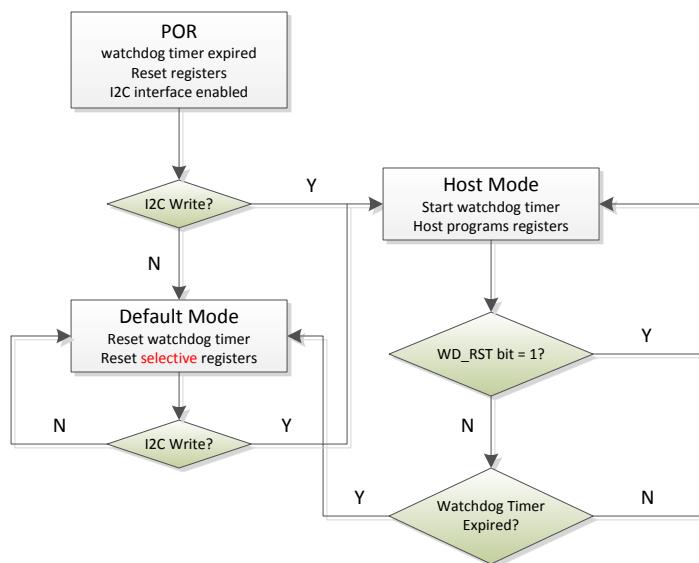 POR
watchdog timer expired
Reset registers
I2C interface enabled
I2C Write?
Y
N
Host Mode
Start watchdog timer
Host programs registers
Default Mode
Reset watchdog timer
Reset selective registers
WD_RST bit = 1?
Y
N
I2C Write?
N
Y
Watchdog Timer
Expired?
Y
N